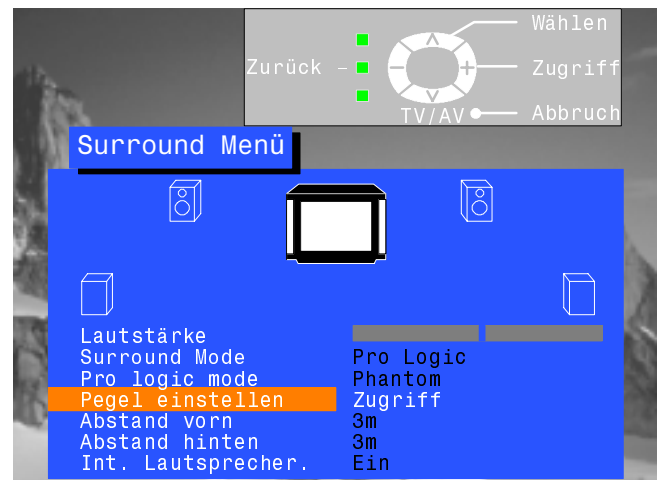 Wählen
Zurück – Zugriff
TV/AV Abbruch
Surround Menü
Lautstärke
Surround Mode Pro Logic
Pro logic mode Phantom
Pegel einstellen Zugriff
Abstand vorn 3m
Abstand hinten 3m
Int. Lautsprecher. Ein